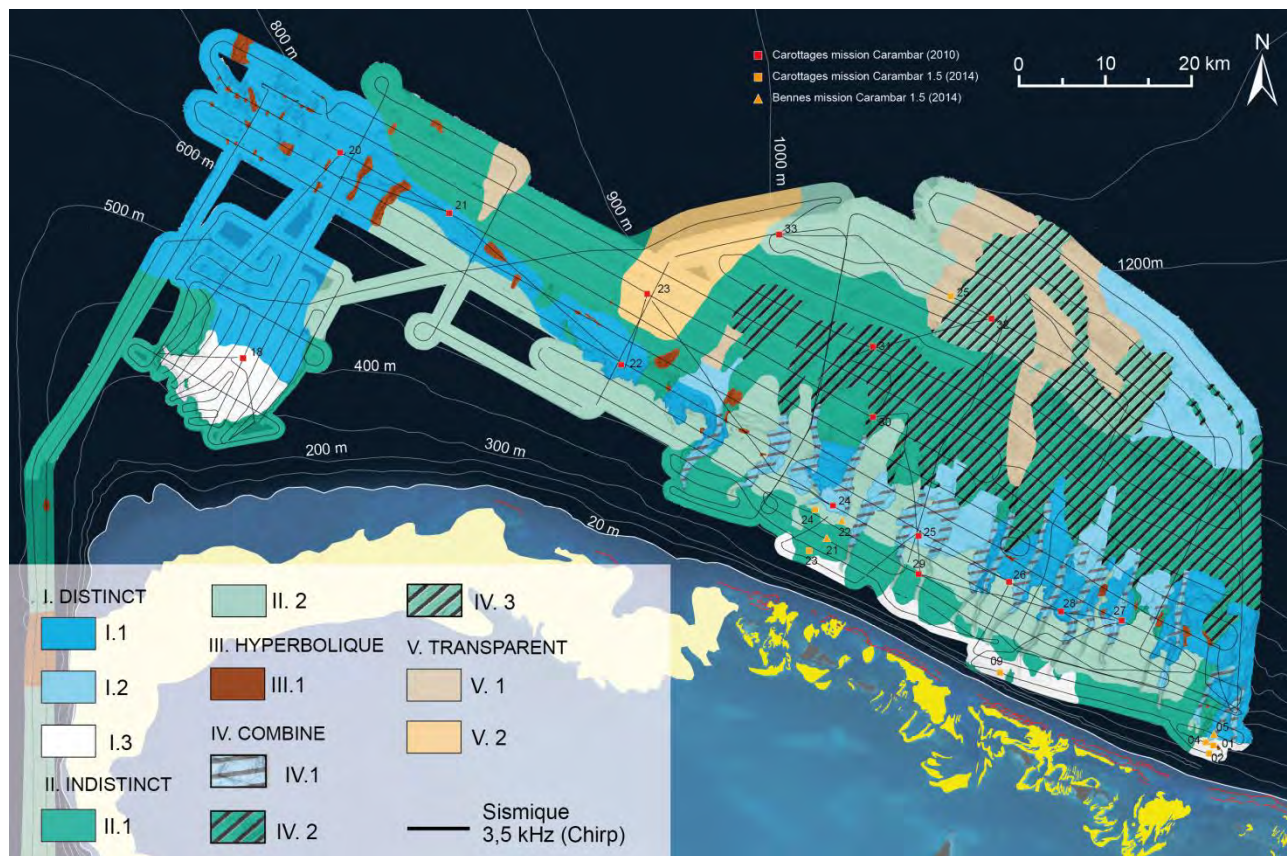 800 m
Carottages mission Carambar (2010)
Carottages mission Carambar 1.5 (2014)
Bennes mission Carambar 1.5 (2014)
0 10 20 km
N
600 m
500 m
900 m
1000 m
1200m
400 m
300 m
200 m
20 m
20
21
33
23
25
32
18
22
31
30
24
24
22
21
23
25
29
26
28
27
09
05
04
01
02
I. DISTINCT
I.1
I.2
I.3
II. INDISTINCT
II.1
II. 2
III. HYPERBOLIQUE
III.1
IV. COMBINE
IV.1
IV. 2
IV. 3
V. TRANSPARENT
V. 1
V. 2
Sismique
3,5 kHz (Chirp)